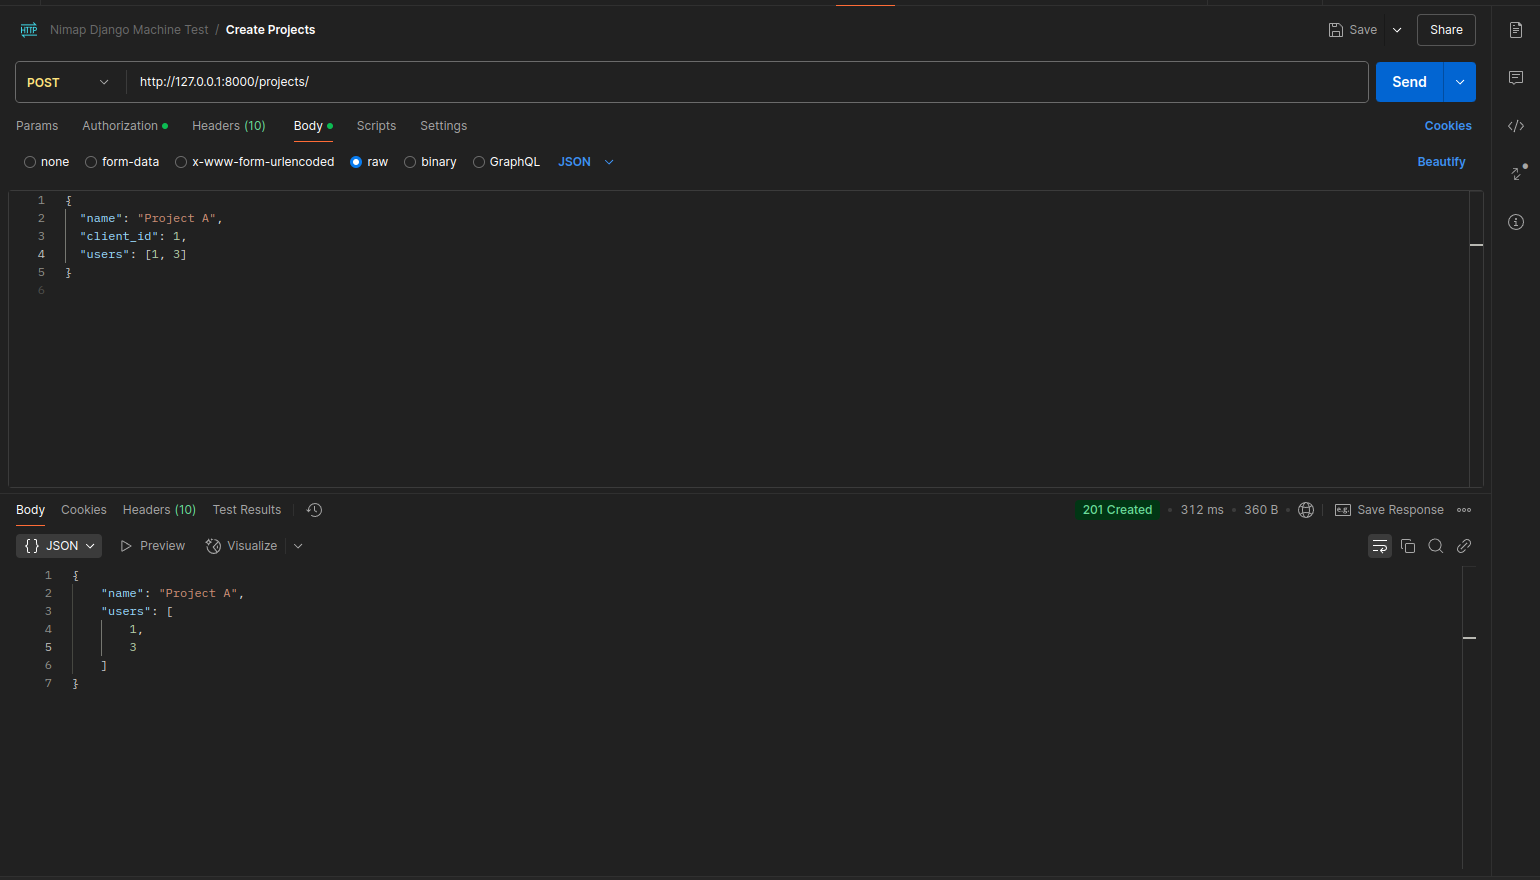 HTTP Nimap Django Machine Test / Create Projects Save Share
POST http://127.0.0.1:8000/projects/ Send
Params Authorization Headers (10) Body Scripts Settings Cookies
none form-data x-www-form-urlencoded raw binary GraphQL JSON Beautify
1 {
2 "name": "Project A",
3 "client_id": 1,
4 "users": [1, 3]
5 }
6
Body Cookies Headers (10) Test Results 201 Created • 312 ms • 360 B • e.g. Save Response
{} JSON Preview Visualize
1 {
2 "name": "Project A",
3 "users": [
4 1,
5 3
6 ]
7 }